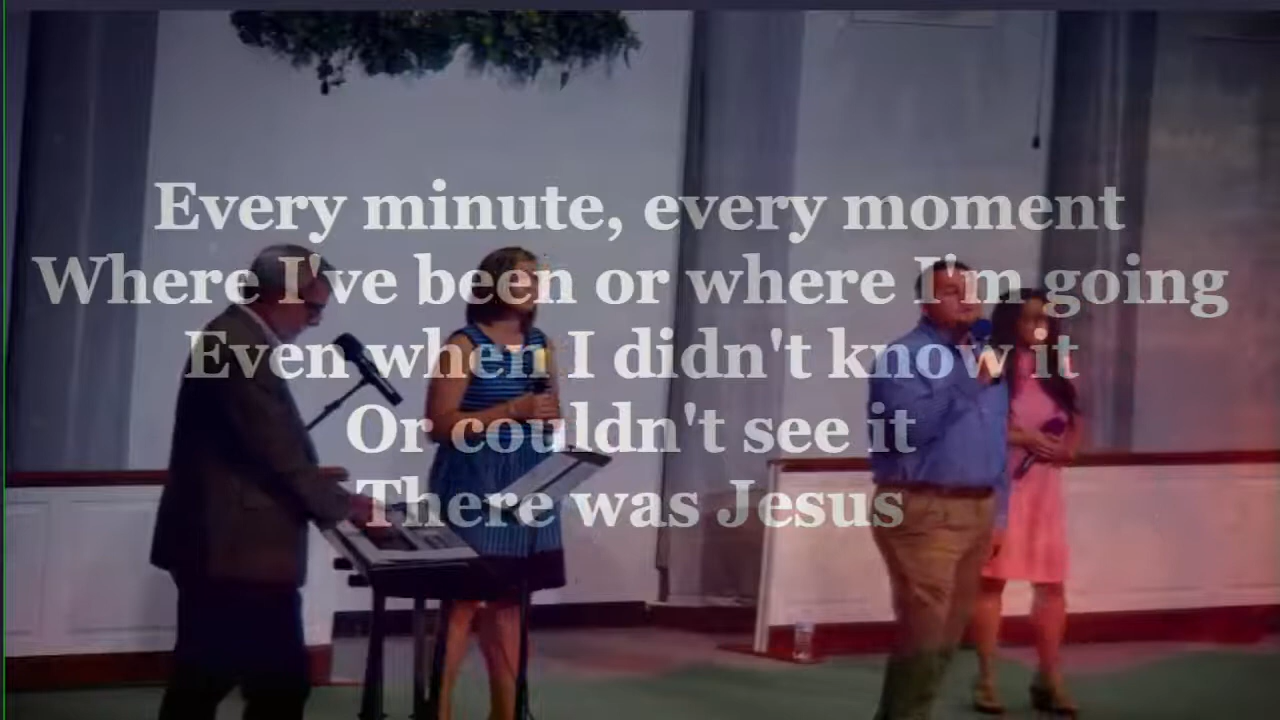 Every minute, every moment
Where I've been or where I'm going
Even when I didn't know it
Or couldn't see it
There was Jesus